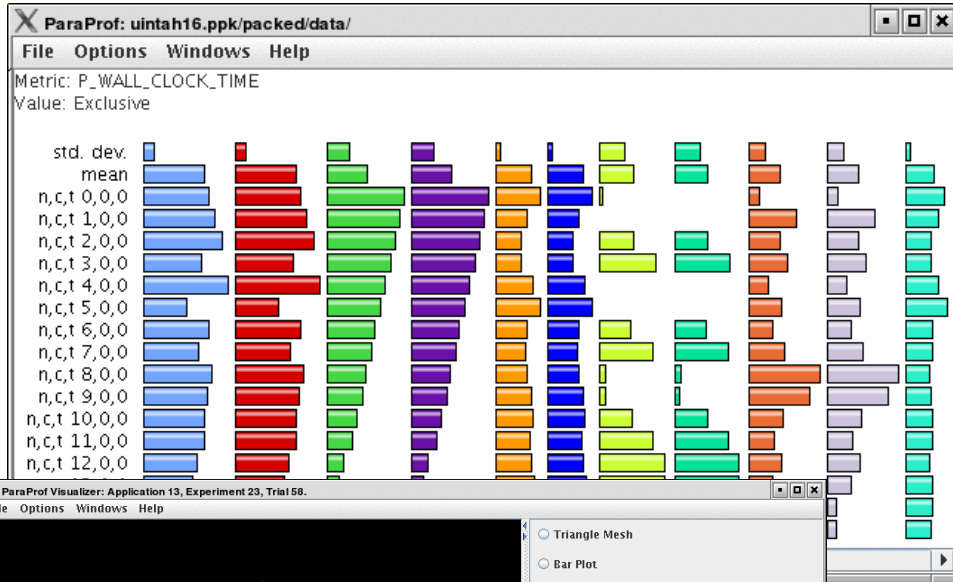 ParaProf: uintah16.ppk/packed/data/
File Options Windows Help
Metric: P_WALL_CLOCK_TIME
Value: Exclusive
std. dev.
mean
n,c,t 0,0,0
n,c,t 1,0,0
n,c,t 2,0,0
n,c,t 3,0,0
n,c,t 4,0,0
n,c,t 5,0,0
n,c,t 6,0,0
n,c,t 7,0,0
n,c,t 8,0,0
n,c,t 9,0,0
n,c,t 10,0,0
n,c,t 11,0,0
n,c,t 12,0,0
ParaProf Visualizer: Application 13, Experiment 23, Trial 58.
le Options Windows Help
Triangle Mesh
Bar Plot